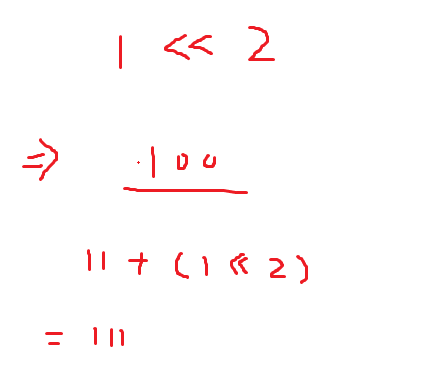 1 << 2
⇒ 100
11 + (1 << 2)
= 111